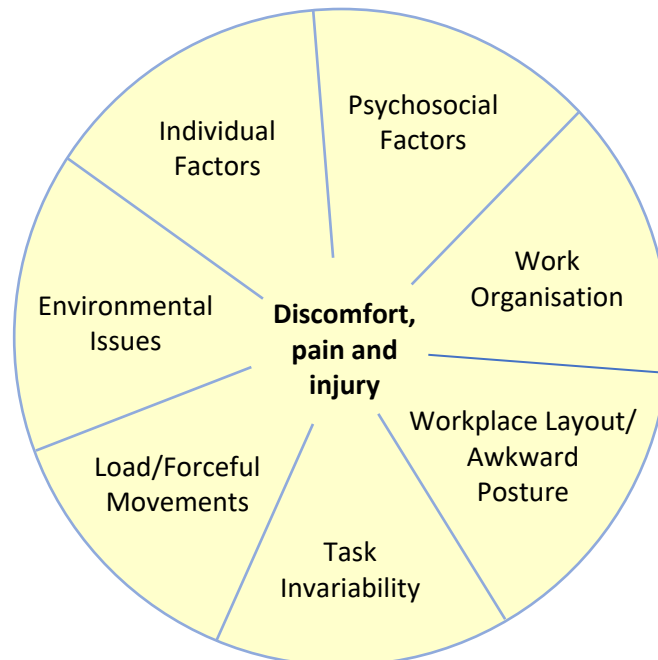 Psychosocial
Factors
Individual
Factors
Work
Organisation
Environmental
Issues
Discomfort,
pain and
injury
Workplace Layout/
Awkward
Posture
Load/Forceful
Movements
Task
Invariability